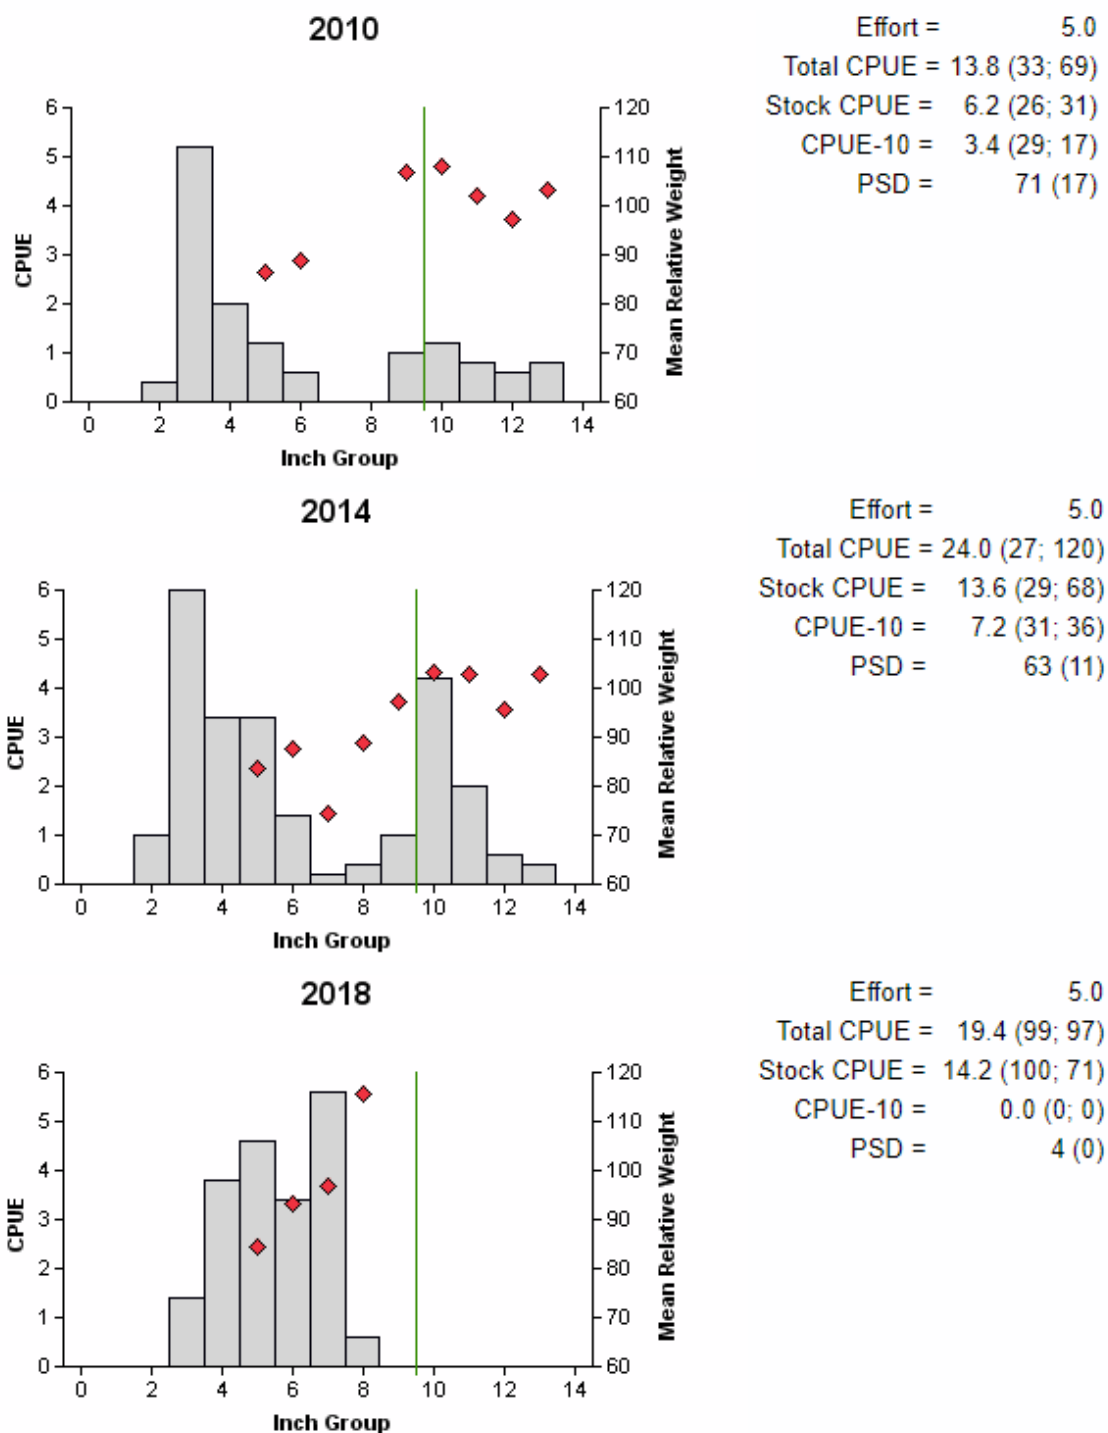 2010
Effort = 5.0
Total CPUE = 13.8 (33; 69)
Stock CPUE = 6.2 (26; 31)
CPUE-10 = 3.4 (29; 17)
PSD = 71 (17)
6 120
5 110
4 100
3 90
2 80
1 70
0 60
CPUE
Mean Relative Weight
0 2 4 6 8 10 12 14
Inch Group
2014
Effort = 5.0
Total CPUE = 24.0 (27; 120)
Stock CPUE = 13.6 (29; 68)
CPUE-10 = 7.2 (31; 36)
PSD = 63 (11)
6 120
5 110
4 100
3 90
2 80
1 70
0 60
CPUE
Mean Relative Weight
0 2 4 6 8 10 12 14
Inch Group
2018
Effort = 5.0
Total CPUE = 19.4 (99; 97)
Stock CPUE = 14.2 (100; 71)
CPUE-10 = 0.0 (0; 0)
PSD = 4 (0)
6 120
5 110
4 100
3 90
2 80
1 70
0 60
CPUE
Mean Relative Weight
0 2 4 6 8 10 12 14
Inch Group